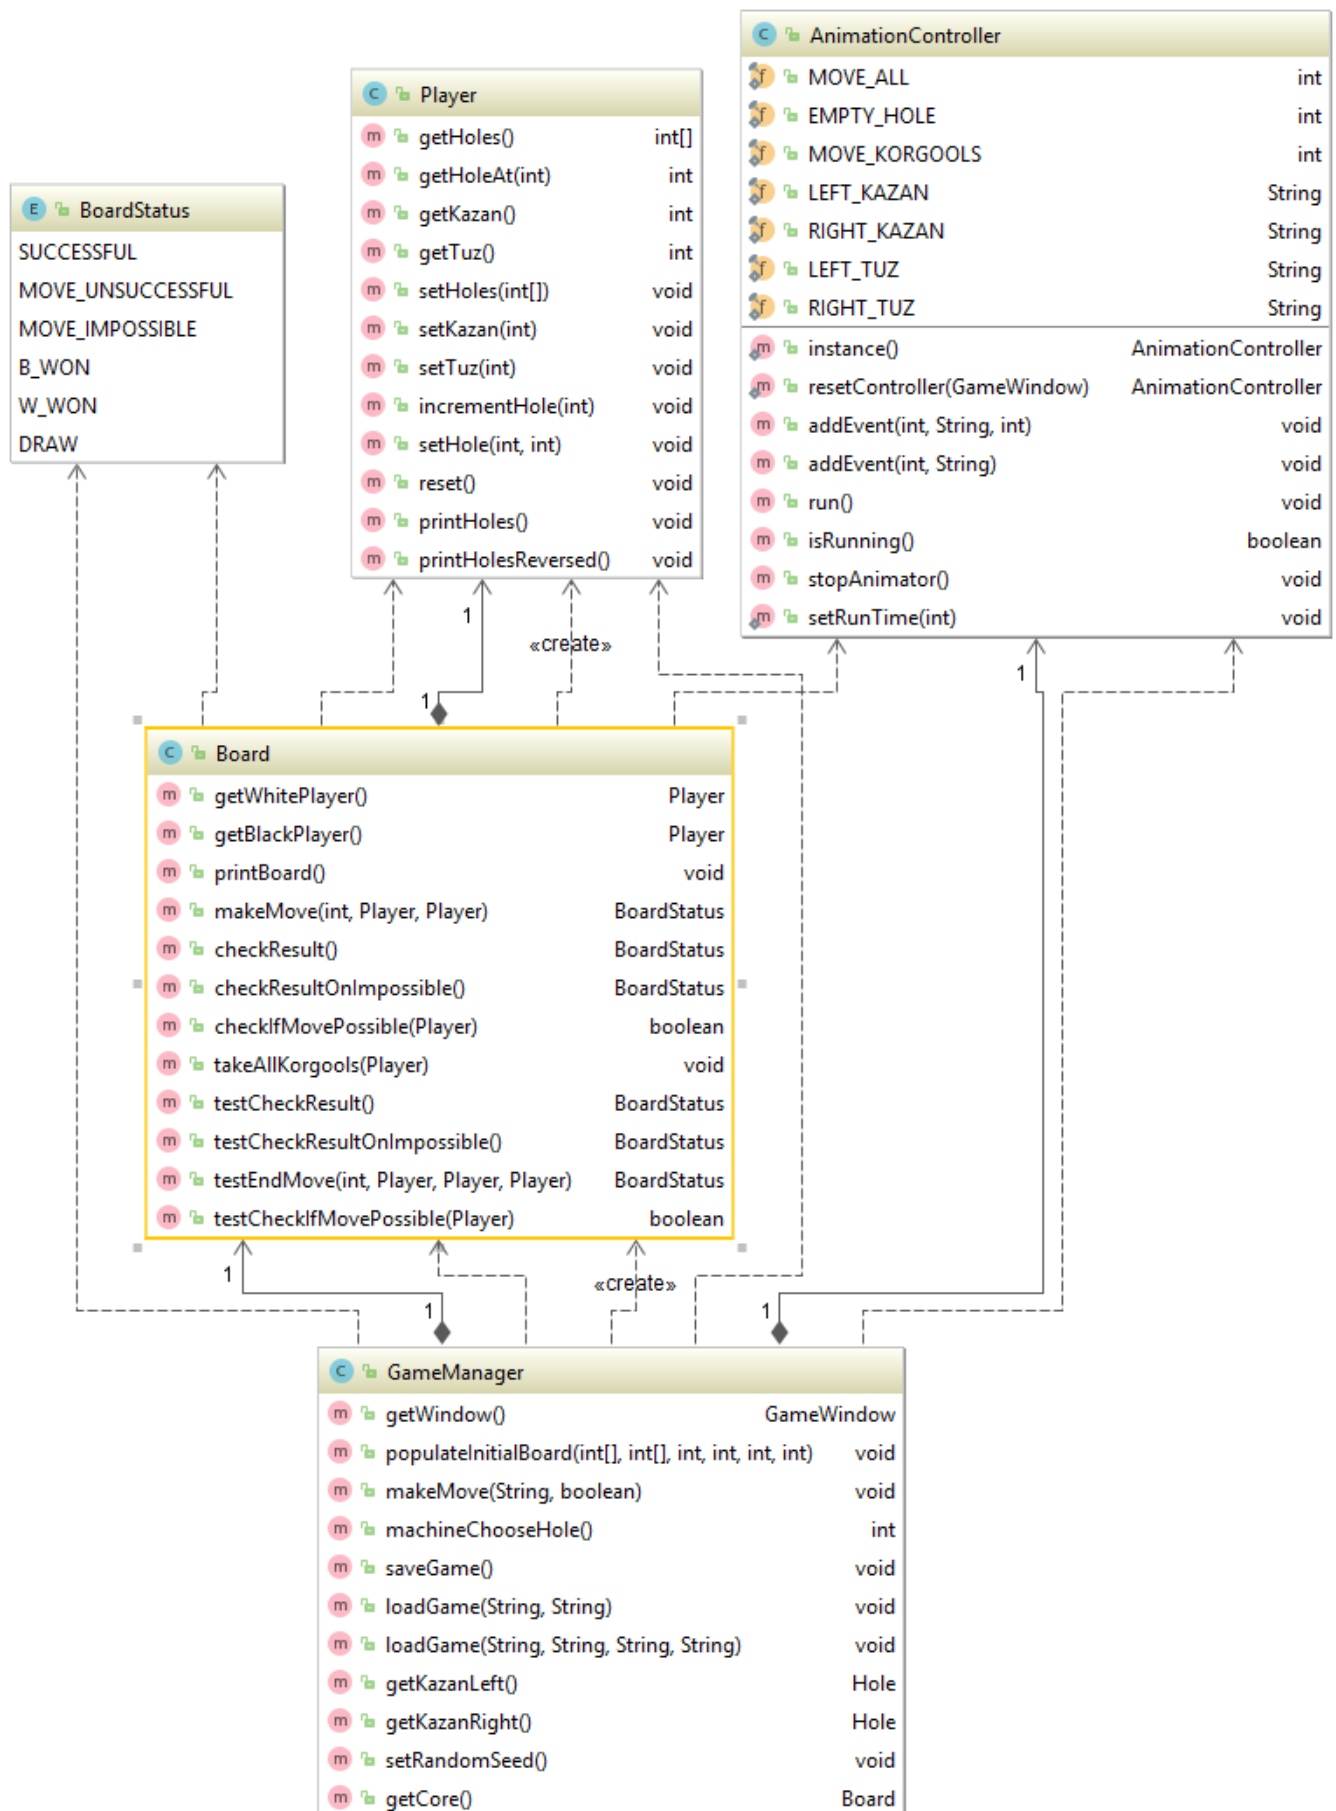 C AnimationController
f MOVE_ALL int
f EMPTY_HOLE int
f MOVE_KORGOOLS int
f LEFT_KAZAN String
f RIGHT_KAZAN String
f LEFT_TUZ String
f RIGHT_TUZ String
m instance() AnimationController
m resetController(GameWindow) AnimationController
m addEvent(int, String, int) void
m addEvent(int, String) void
m run() void
m isRunning() boolean
m stopAnimator() void
m setRunTime(int) void
C Player
m getHoles() int[]
m getHoleAt(int) int
m getKazan() int
m getTuz() int
m setHoles(int[]) void
m setKazan(int) void
m setTuz(int) void
m incrementHole(int) void
m setHole(int, int) void
m reset() void
m printHoles() void
m printHolesReversed() void
E BoardStatus
SUCCESSFUL
MOVE_UNSUCCESSFUL
MOVE_IMPOSSIBLE
B_WON
W_WON
DRAW
1
«create»
1
1
C Board
m getWhitePlayer() Player
m getBlackPlayer() Player
m printBoard() void
m makeMove(int, Player, Player) BoardStatus
m checkResult() BoardStatus
m checkResultOnImpossible() BoardStatus
m checkIfMovePossible(Player) boolean
m takeAllKorgools(Player) void
m testCheckResult() BoardStatus
m testCheckResultOnImpossible() BoardStatus
m testEndMove(int, Player, Player, Player) BoardStatus
m testCheckIfMovePossible(Player) boolean
1
«create»
1
1
C GameManager
m getWindow() GameWindow
m populateInitialBoard(int[], int[], int, int, int, int) void
m makeMove(String, boolean) void
m machineChooseHole() int
m saveGame() void
m loadGame(String, String) void
m loadGame(String, String, String, String) void
m getKazanLeft() Hole
m getKazanRight() Hole
m setRandomSeed() void
m getCore() Board